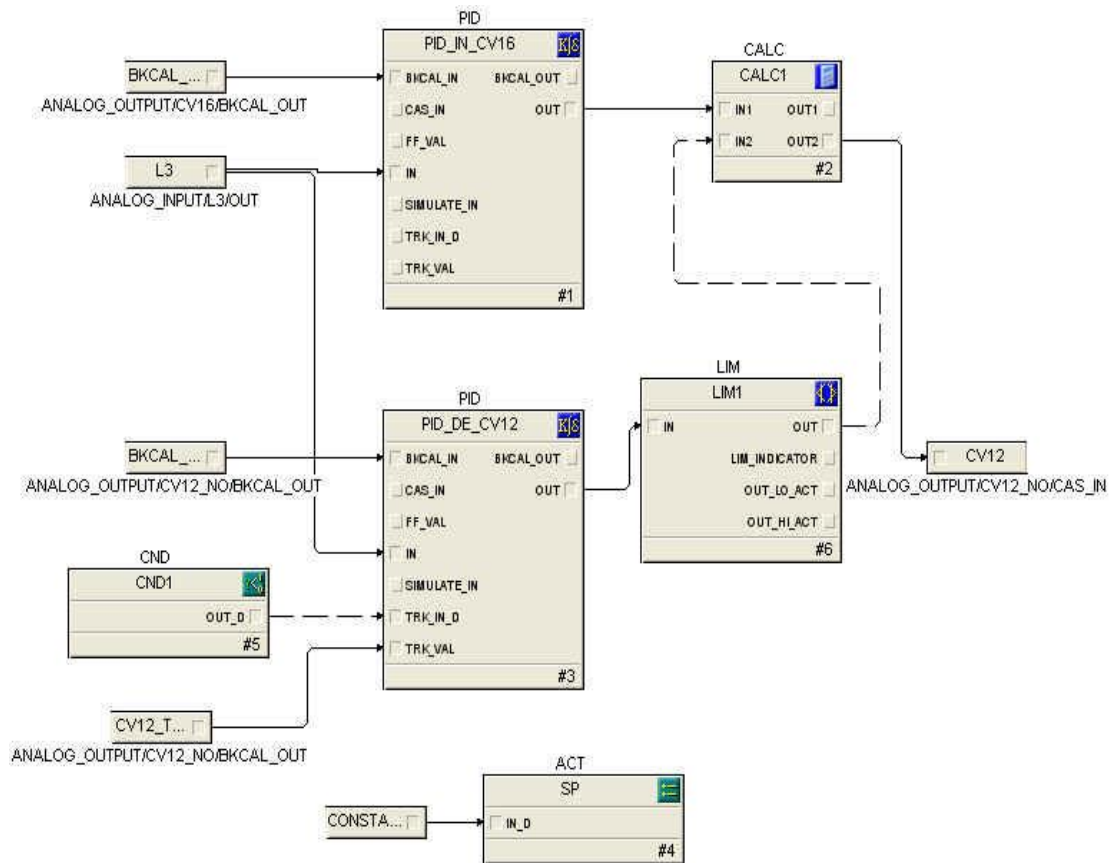 PID
PID_IN_CV16
BKCAL_IN BKCAL_OUT
CAS_IN OUT
FF_VAL
IN
SIMULATE_IN
TRK_IN_D
TRK_VAL
#1
BKCAL_...
ANALOG_OUTPUT/CV16/BKCAL_OUT
L3
ANALOG_INPUT/L3/OUT
CALC
CALC1
IN1 OUT1
IN2 OUT2
#2
PID
PID_DE_CV12
BKCAL_IN BKCAL_OUT
CAS_IN OUT
FF_VAL
IN
SIMULATE_IN
TRK_IN_D
TRK_VAL
#3
LIM
LIM1
IN OUT
LIM_INDICATOR
OUT_LO_ACT
OUT_HI_ACT
#6
CV12
ANALOG_OUTPUT/CV12_NO/CAS_IN
BKCAL_...
ANALOG_OUTPUT/CV12_NO/BKCAL_OUT
CND
CND1
OUT_D
#5
CV12_T...
ANALOG_OUTPUT/CV12_NO/BKCAL_OUT
ACT
SP
IN_D
#4
CONSTA...